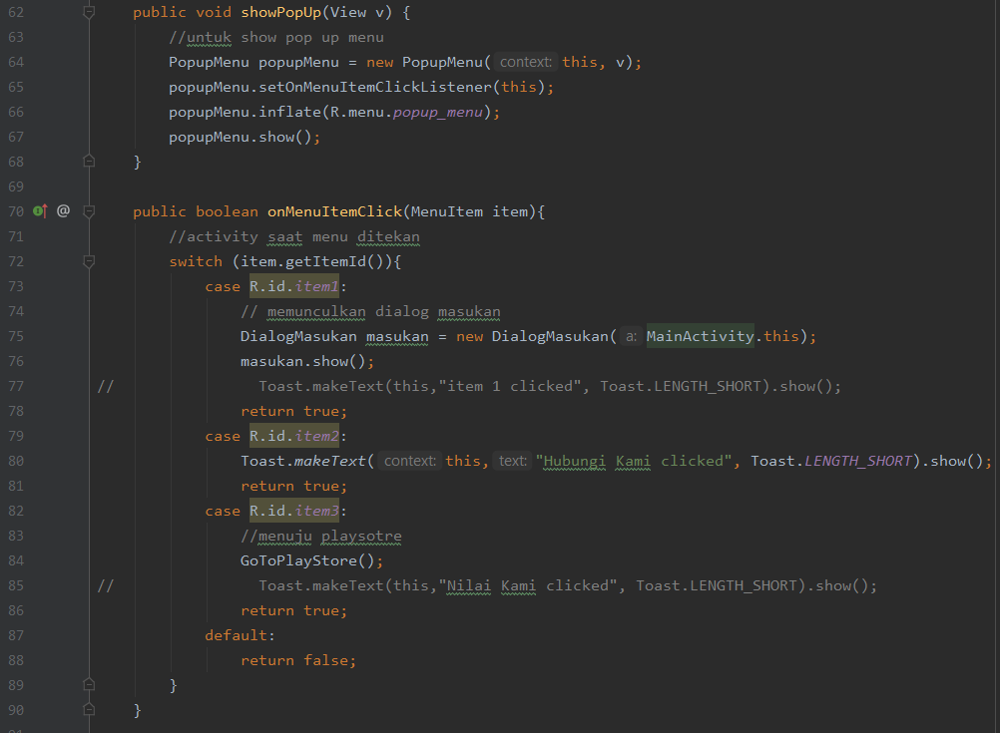 62 public void showPopUp(View v) {
63 //untuk show pop up menu
64 PopupMenu popupMenu = new PopupMenu( context: this, v);
65 popupMenu.setOnMenuItemClickListener(this);
66 popupMenu.inflate(R.menu.popup_menu);
67 popupMenu.show();
68 }
69
70 @ public boolean onMenuItemClick(MenuItem item){
71 //activity saat menu ditekan
72 switch (item.getItemId()){
73 case R.id.item1:
74 // memunculkan dialog masukan
75 DialogMasukan masukan = new DialogMasukan( a: MainActivity.this);
76 masukan.show();
77 // Toast.makeText(this,"item 1 clicked", Toast.LENGTH_SHORT).show();
78 return true;
79 case R.id.item2:
80 Toast.makeText( context: this, text: "Hubungi Kami clicked", Toast.LENGTH_SHORT).show();
81 return true;
82 case R.id.item3:
83 //menuju playsotre
84 GoToPlayStore();
85 // Toast.makeText(this,"Nilai Kami clicked", Toast.LENGTH_SHORT).show();
86 return true;
87 default:
88 return false;
89 }
90 }